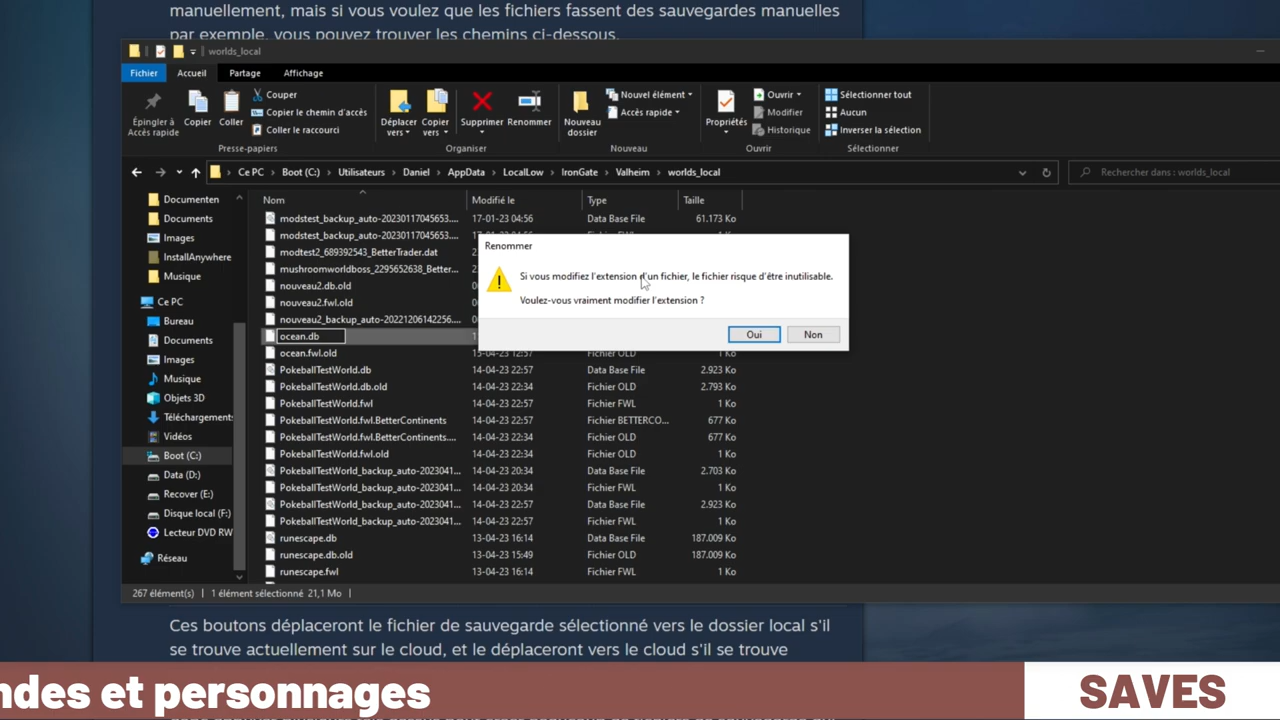 manuellement, mais si vous voulez que les fichiers fassent des sauvegardes manuelles
par exemple, vous pouvez trouver les chemins ci-dessous.
worlds_local
Fichier Accueil Partage Affichage
Épingler à Accès rapide
Copier
Coller
Couper
Copier le chemin d'accès
Coller le raccourci
Presse-papiers
Déplacer vers
Copier vers
Supprimer
Renommer
Organiser
Nouveau dossier
Nouvel élément
Accès rapide
Nouveau
Propriétés
Ouvrir
Modifier
Historique
Ouvrir
Sélectionner tout
Aucun
Inverser la sélection
Sélectionner
Ce PC > Boot (C:) > Utilisateurs > Daniel > AppData > LocalLow > IronGate > Valheim > worlds_local
Rechercher dans : worlds_local
Documenten
Documents
Images
InstallAnywhere
Musique
Ce PC
Bureau
Documents
Images
Musique
Objets 3D
Téléchargements
Vidéos
Boot (C:)
Data (D:)
Recover (E:)
Disque local (F:)
Lecteur DVD RW
Réseau
Nom Modifié le Type Taille
modstest_backup_auto-20230117045653.... 17-01-23 04:56 Data Base File 61.173 Ko
modstest_backup_auto-20230117045653....
modtest2_689392543_BetterTrader.dat
mushroomworldboss_2295652638_Better...
nouveau2.db.old
nouveau2.fwl.old
nouveau2_backup_auto-20221206142256....
ocean.db
ocean.fwl.old Fichier OLD 1 Ko
PokeballTestWorld.db 14-04-23 22:57 Data Base File 2.923 Ko
PokeballTestWorld.db.old 14-04-23 22:34 Fichier OLD 2.793 Ko
PokeballTestWorld.fwl 14-04-23 22:57 Fichier FWL 1 Ko
PokeballTestWorld.fwl.BetterContinents 14-04-23 22:57 Fichier BETTERCO... 677 Ko
PokeballTestWorld.fwl.BetterContinents.... 14-04-23 22:34 Fichier OLD 677 Ko
PokeballTestWorld.fwl.old 14-04-23 22:34 Fichier OLD 1 Ko
PokeballTestWorld_backup_auto-2023041... 14-04-23 20:34 Data Base File 2.703 Ko
PokeballTestWorld_backup_auto-2023041... 14-04-23 20:34 Fichier FWL 1 Ko
PokeballTestWorld_backup_auto-2023041... 14-04-23 22:57 Data Base File 2.923 Ko
PokeballTestWorld_backup_auto-2023041... 14-04-23 22:57 Fichier FWL 1 Ko
runescape.db 13-04-23 16:14 Data Base File 187.009 Ko
runescape.db.old 13-04-23 15:49 Fichier OLD 187.009 Ko
runescape.fwl 13-04-23 16:14 Fichier FWL 1 Ko
Renommer
Si vous modifiez l'extension d'un fichier, le fichier risque d'être inutilisable.
Voulez-vous vraiment modifier l'extension ?
Oui Non
267 élément(s) 1 élément sélectionné 21,1 Mo
Ces boutons déplaceront le fichier de sauvegarde sélectionné vers le dossier local s'il
se trouve actuellement sur le cloud, et le déplaceront vers le cloud s'il se trouve
ndes et personnages
SAVES